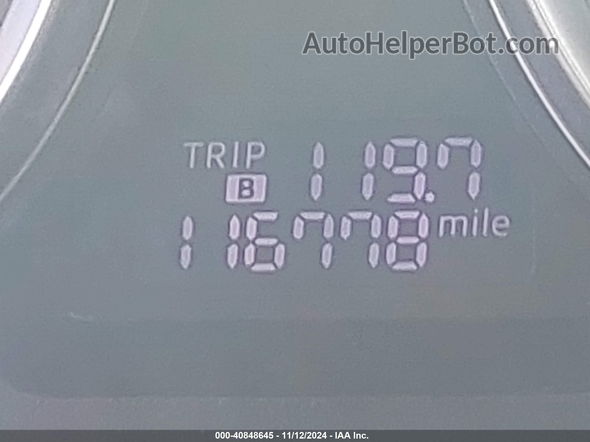 AutoHelperBot.com
TRIP 119.7
B
116778 mile
000-40848645 - 11/12/2024 - IAA Inc.